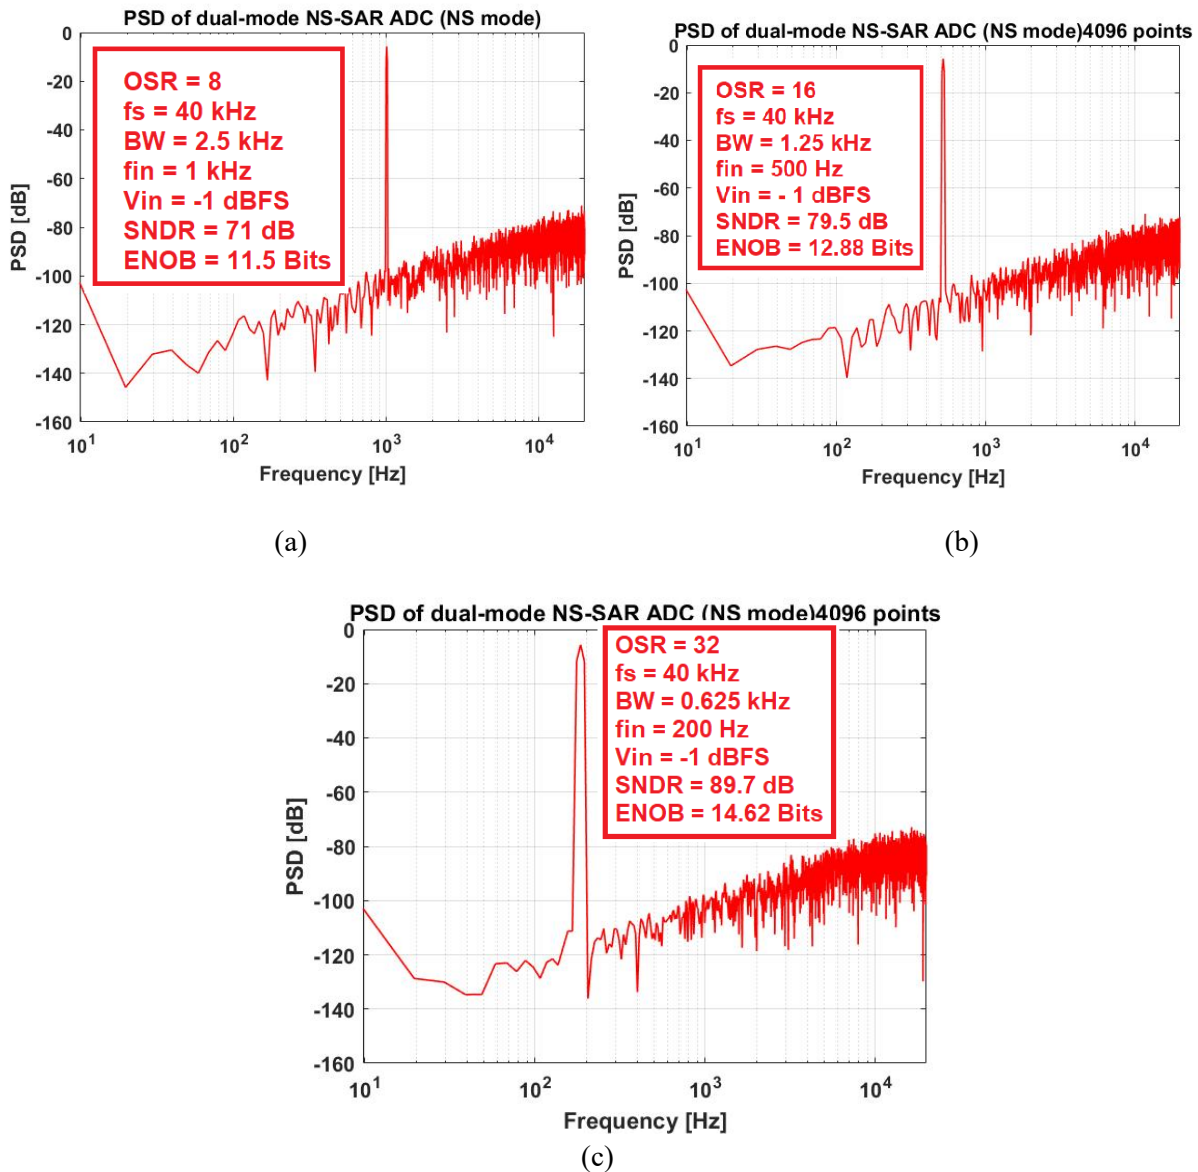 PSD of dual-mode NS-SAR ADC (NS mode)
0
-20
-40
-60
-80
-100
-120
-140
-160
PSD [dB]
OSR = 8
fs = 40 kHz
BW = 2.5 kHz
fin = 1 kHz
Vin = -1 dBFS
SNDR = 71 dB
ENOB = 11.5 Bits
10^1 10^2 10^3 10^4
Frequency [Hz]
(a)
PSD of dual-mode NS-SAR ADC (NS mode)4096 points
0
-20
-40
-60
-80
-100
-120
-140
-160
PSD [dB]
OSR = 16
fs = 40 kHz
BW = 1.25 kHz
fin = 500 Hz
Vin = - 1 dBFS
SNDR = 79.5 dB
ENOB = 12.88 Bits
10^1 10^2 10^3 10^4
Frequency [Hz]
(b)
PSD of dual-mode NS-SAR ADC (NS mode)4096 points
0
-20
-40
-60
-80
-100
-120
-140
-160
PSD [dB]
OSR = 32
fs = 40 kHz
BW = 0.625 kHz
fin = 200 Hz
Vin = -1 dBFS
SNDR = 89.7 dB
ENOB = 14.62 Bits
10^1 10^2 10^3 10^4
Frequency [Hz]
(c)